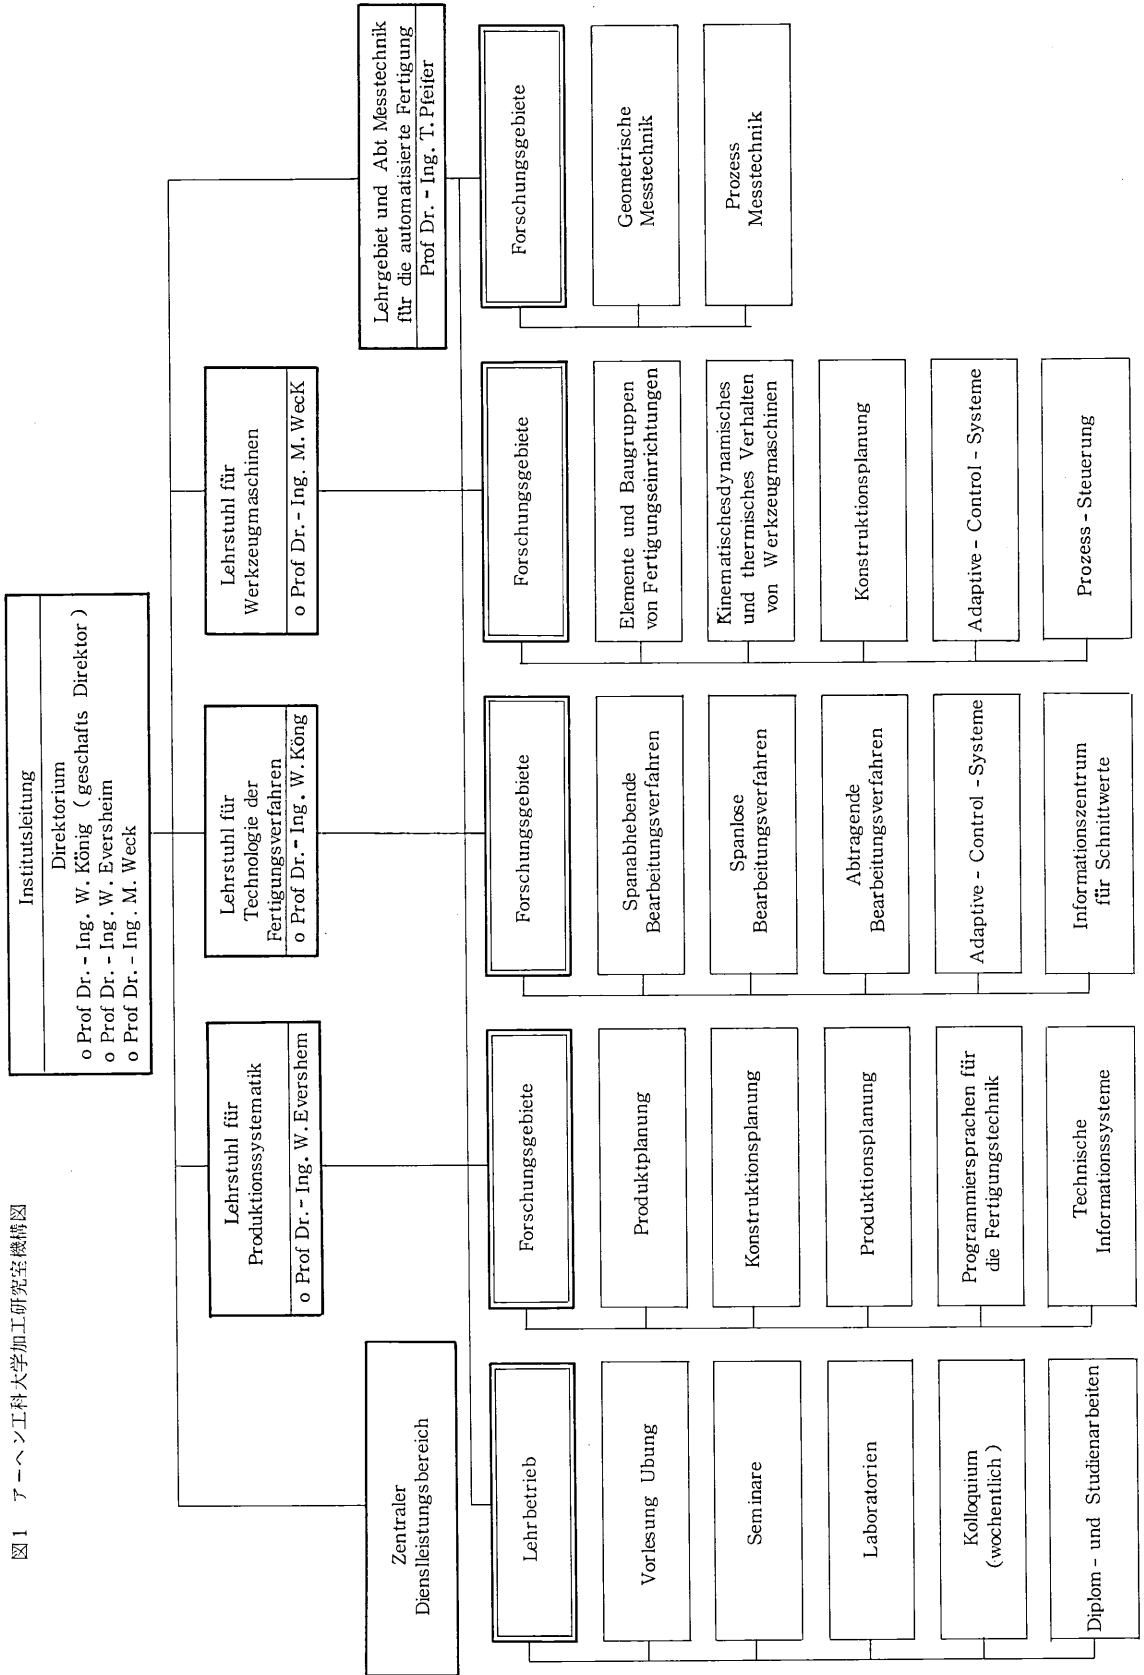 図1 アーヘン工科大学加工研究室機構図
Institutsleitung
Direktorium
o Prof Dr. - Ing. W. König (geschafts Direktor)
o Prof Dr. - Ing. W. Eversheim
o Prof Dr. - Ing. M. Weck
Zentraler
Dienslleistungsbereich
Lehrstuhl für
Produktionssystematik
o Prof Dr. - Ing. W. Evershem
Lehrstuhl für
Technologie der
Fertigungsverfahren
o Prof Dr. - Ing. W. Köng
Lehrstuhl für
Werkzeugmaschinen
o Prof Dr. - Ing. M. WecK
Lehrgebiet und Abt Messtechnik
für die automatisierte Fertigung
Prof Dr. - Ing. T. Pfeifer
Lehrbetrieb
Vorlesung Ubung
Seminare
Laboratorien
Kolloquium
(wochentlich)
Diplom - und Studienarbeiten
Forschungsgebiete
Produktplanung
Konstruktionsplanung
Produktionsplanung
Programmiersprachen für
die Fertigungstechnik
Technische
Informationssysteme
Forschungsgebiete
Spanabhebende
Bearbeitungsverfahren
Spanlose
Bearbeitungsverfahren
Abtragende
Bearbeitungsverfahren
Adaptive - Control - Systeme
Informationszentrum
für Schnittwerte
Forschungsgebiete
Elemente und Baugruppen
von Fertigungseinrichtungen
Kinematischesdynamisches
und thermisches Verhalten
von Werkzeugmaschinen
Konstruktionsplanung
Adaptive - Control - Systeme
Prozess - Steuerung
Forschungsgebiete
Geometrische
Messtechnik
Prozess
Messtechnik